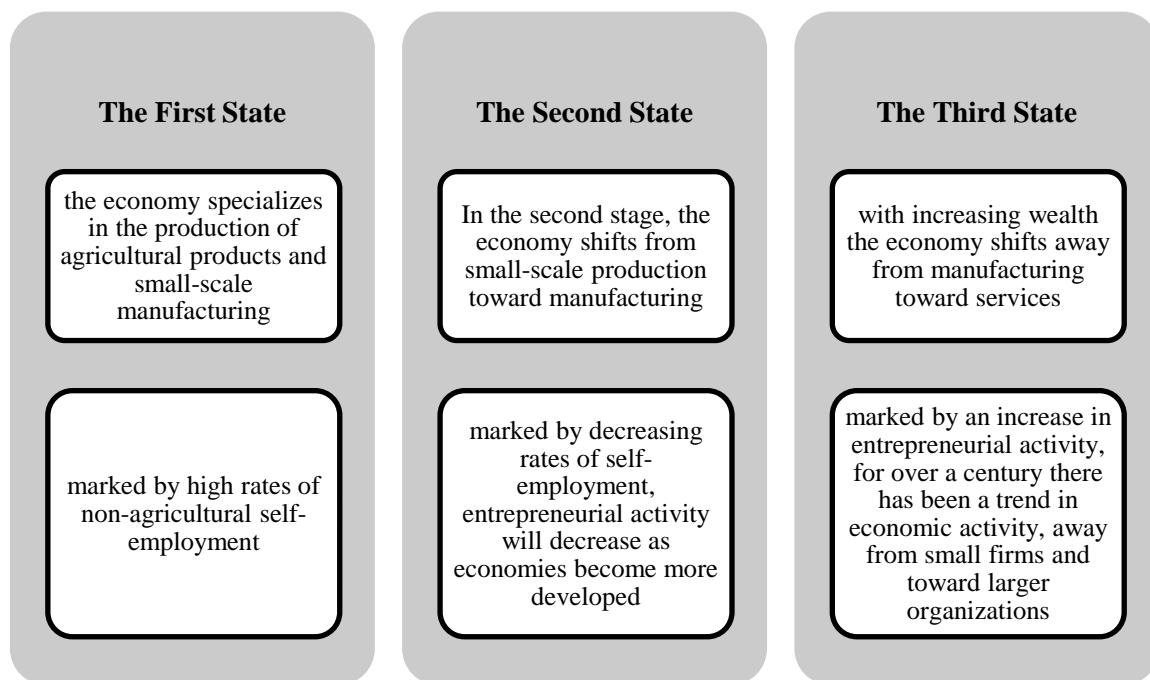 The First State
the economy specializes
in the production of
agricultural products and
small-scale
manufacturing
marked by high rates of
non-agricultural self-
employment
The Second State
In the second stage, the
economy shifts from
small-scale production
toward manufacturing
marked by decreasing
rates of self-
employment,
entrepreneurial activity
will decrease as
economies become more
developed
The Third State
with increasing wealth
the economy shifts away
from manufacturing
toward services
marked by an increase in
entrepreneurial activity,
for over a century there
has been a trend in
economic activity, away
from small firms and
toward larger
organizations